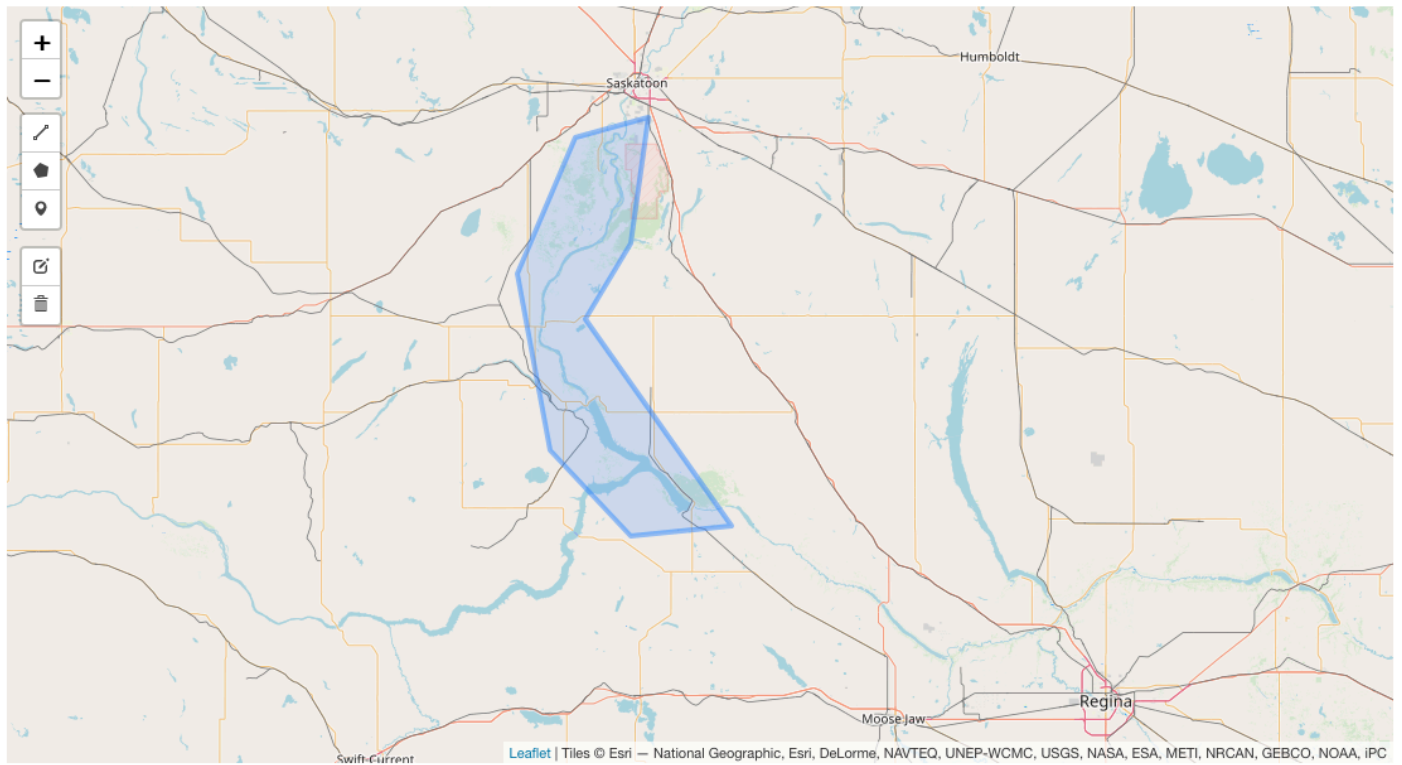 +
Humboldt
Saskatoon
−
Regina
Moose Jaw
Leaflet | Tiles © Esri — National Geographic, Esri, DeLorme, NAVTEQ, UNEP-WCMC, USGS, NASA, ESA, METI, NRCAN, GEBCO, NOAA, iPC
Swift Current